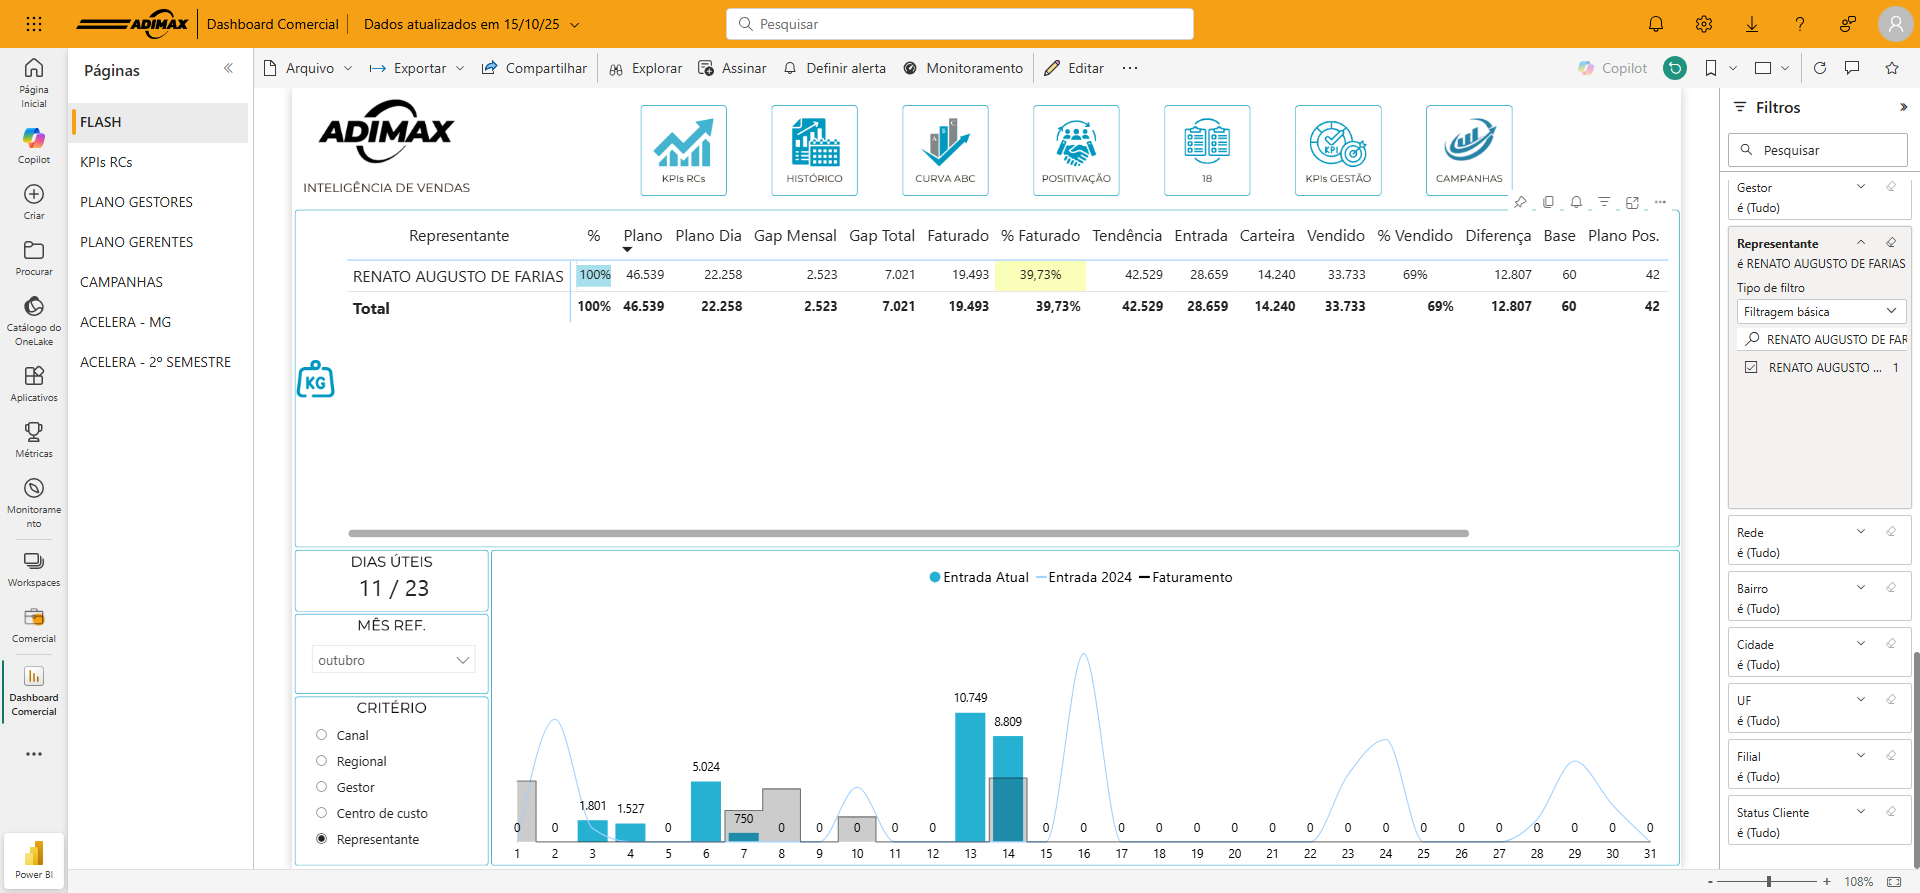 ADIMAX
Dashboard Comercial
Dados atualizados em 15/10/25
Pesquisar
Página Inicial
Copilot
Criar
Procurar
Catálogo do OneLake
Aplicativos
Métricas
Monitoramento
Workspaces
Comercial
Dashboard Comercial
Power BI
Páginas
FLASH
KPIs RCs
PLANO GESTORES
PLANO GERENTES
CAMPANHAS
ACELERA - MG
ACELERA - 2º SEMESTRE
Arquivo Exportar Compartilhar Explorar Assinar Definir alerta Monitoramento Editar ... Copilot
ADIMAX
INTELIGÊNCIA DE VENDAS
KPIs RCs HISTÓRICO CURVA ABC POSITIVAÇÃO 18 KPIs GESTÃO CAMPANHAS
Representante % Plano Plano Dia Gap Mensal Gap Total Faturado % Faturado Tendência Entrada Carteira Vendido % Vendido Diferença Base Plano Pos.
RENATO AUGUSTO DE FARIAS 100% 46.539 22.258 2.523 7.021 19.493 39,73% 42.529 28.659 14.240 33.733 69% 12.807 60 42
Total 100% 46.539 22.258 2.523 7.021 19.493 39,73% 42.529 28.659 14.240 33.733 69% 12.807 60 42
KG
DIAS ÚTEIS
11 / 23
MÊS REF.
outubro
CRITÉRIO
Canal
Regional
Gestor
Centro de custo
Representante
Entrada Atual Entrada 2024 Faturamento
0 0 1.801 1.527 0 5.024 750 0 0 0 0 0 10.749 8.809 0 0 0 0 0 0 0 0 0 0 0 0 0 0 0 0 0
1 2 3 4 5 6 7 8 9 10 11 12 13 14 15 16 17 18 19 20 21 22 23 24 25 26 27 28 29 30 31
Filtros
Pesquisar
Gestor
é (Tudo)
Representante
é RENATO AUGUSTO DE FARIAS
Tipo de filtro
Filtragem básica
RENATO AUGUSTO DE FAR
RENATO AUGUSTO ... 1
Rede
é (Tudo)
Bairro
é (Tudo)
Cidade
é (Tudo)
UF
é (Tudo)
Filial
é (Tudo)
Status Cliente
é (Tudo)
- + 108%